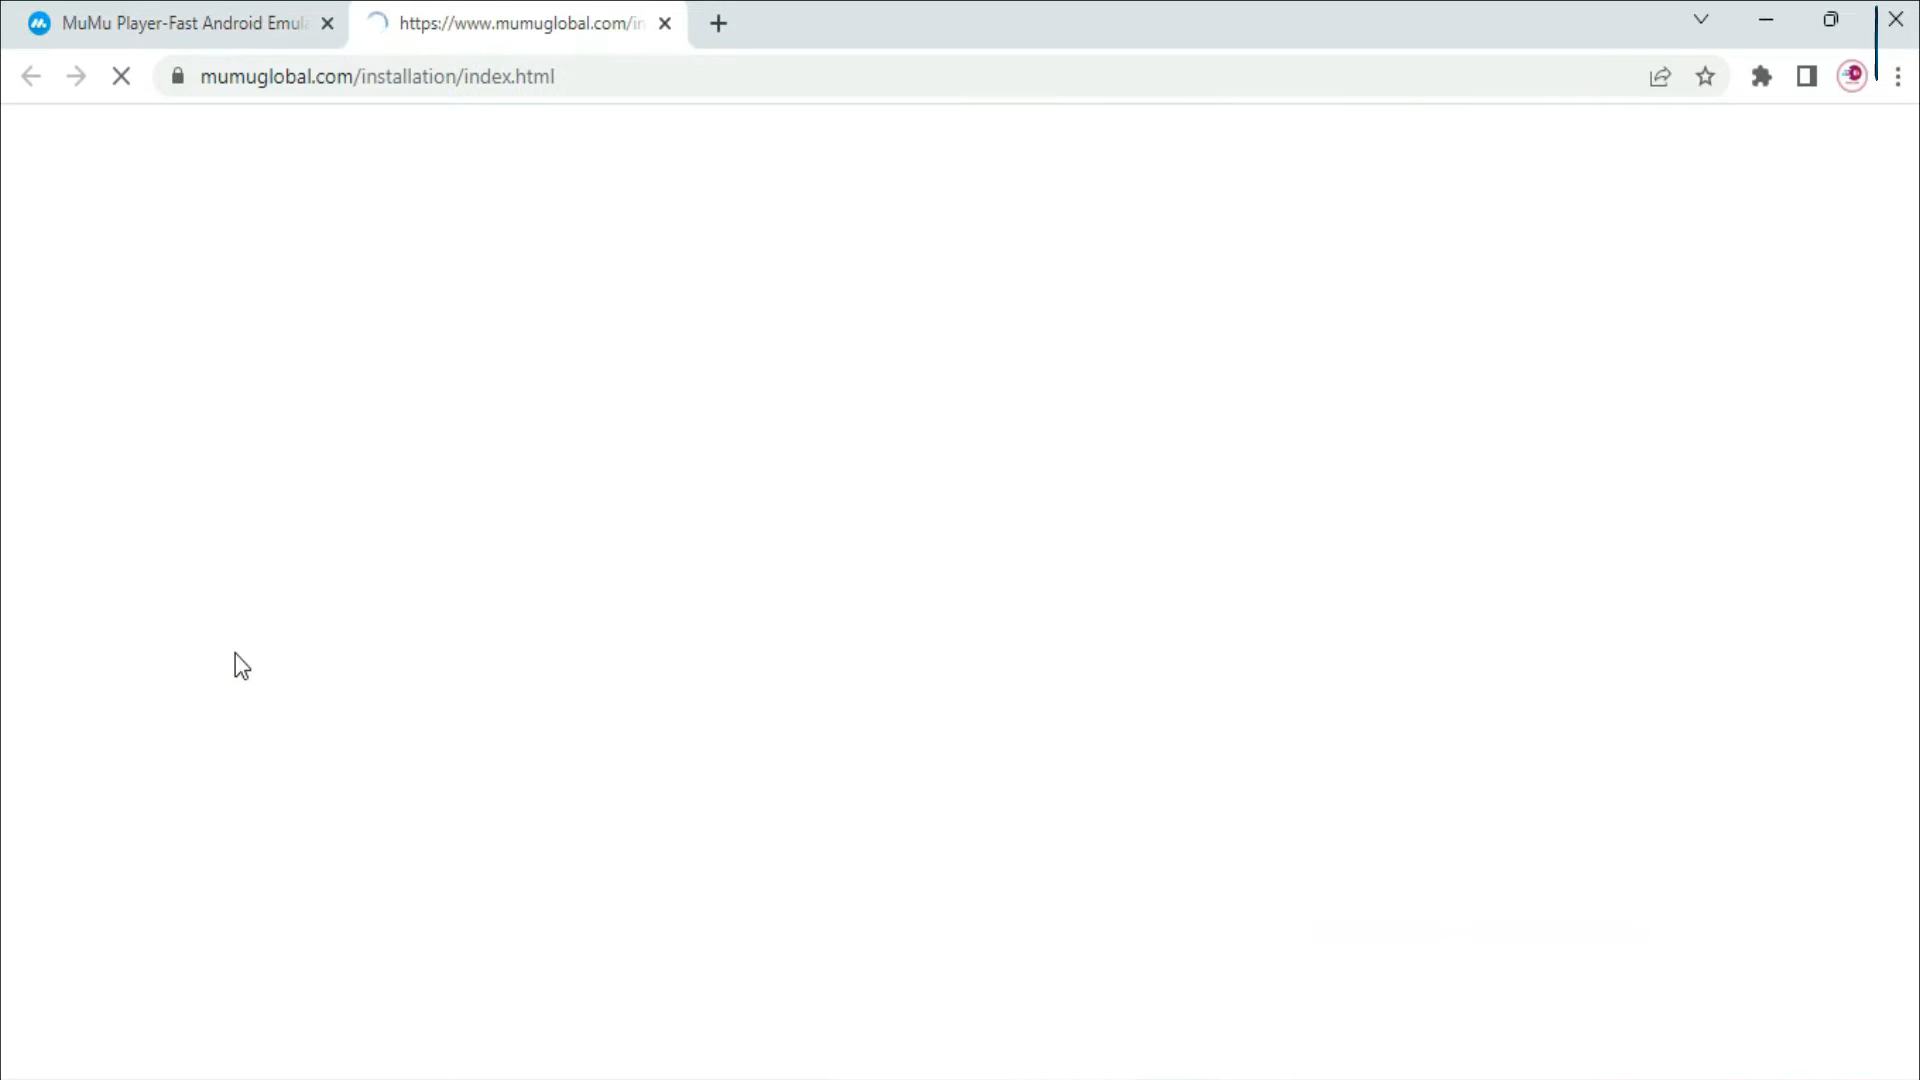 MuMu Player-Fast Android Emul
https://www.mumuglobal.com/in
mumuglobal.com/installation/index.html